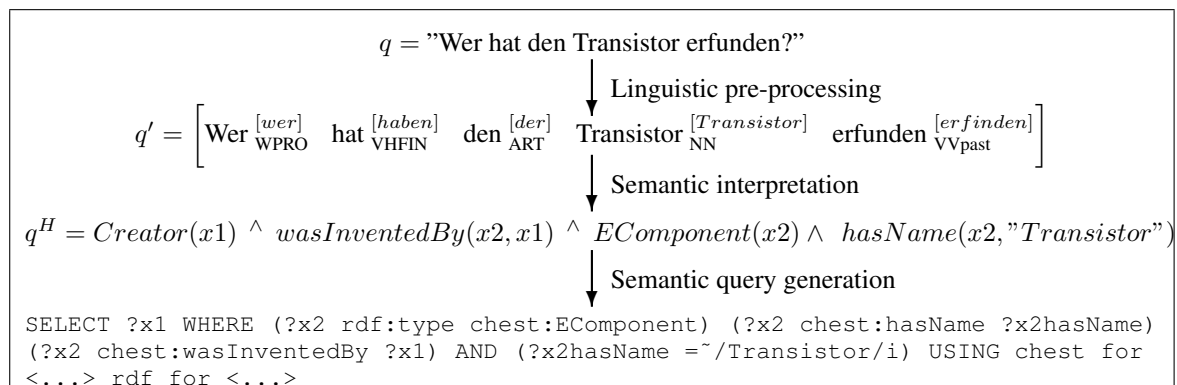 q = ”Wer hat den Transistor erfunden?”
Linguistic pre-processing
q′ = [Wer [wer] WPRO hat [haben] VHFIN den [der] ART Transistor [Transistor] NN erfunden [erfinden] VVpast]
Semantic interpretation
q^H = Creator(x1) ∧ wasInventedBy(x2, x1) ∧ EComponent(x2) ∧ hasName(x2, ”Transistor”)
Semantic query generation
SELECT ?x1 WHERE (?x2 rdf:type chest:EComponent) (?x2 chest:hasName ?x2hasName)
(?x2 chest:wasInventedBy ?x1) AND (?x2hasName =˜/Transistor/i) USING chest for
<...> rdf for <...>